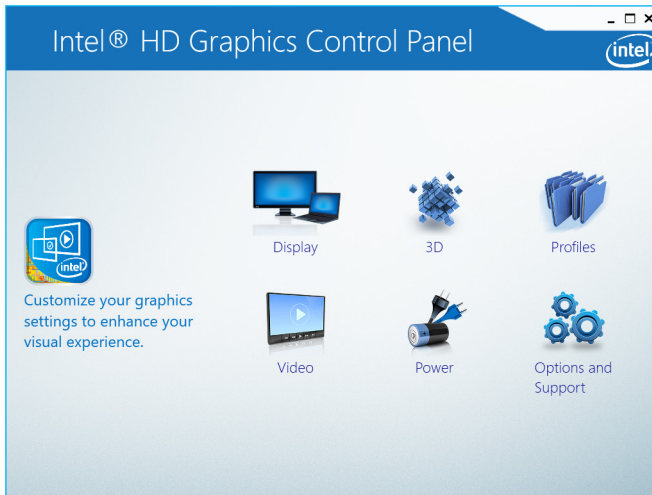 Intel® HD Graphics Control Panel
intel
Display
3D
Profiles
intel
Customize your graphics
settings to enhance your
visual experience.
Video
Power
Options and
Support